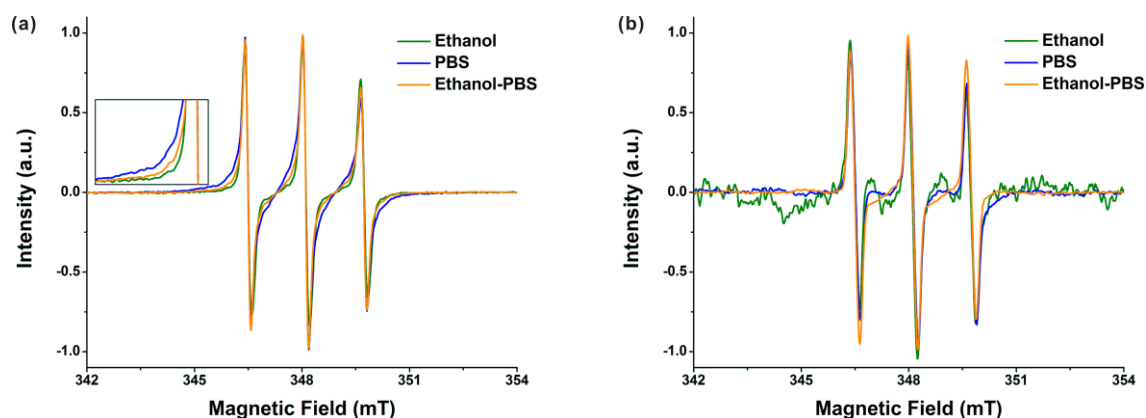 (a)
1.0
0.5
0.0
-0.5
-1.0
Intensity (a.u.)
Ethanol
PBS
Ethanol-PBS
342
345
348
351
354
Magnetic Field (mT)
(b)
1.0
0.5
0.0
-0.5
-1.0
Intensity (a.u.)
Ethanol
PBS
Ethanol-PBS
342
345
348
351
354
Magnetic Field (mT)